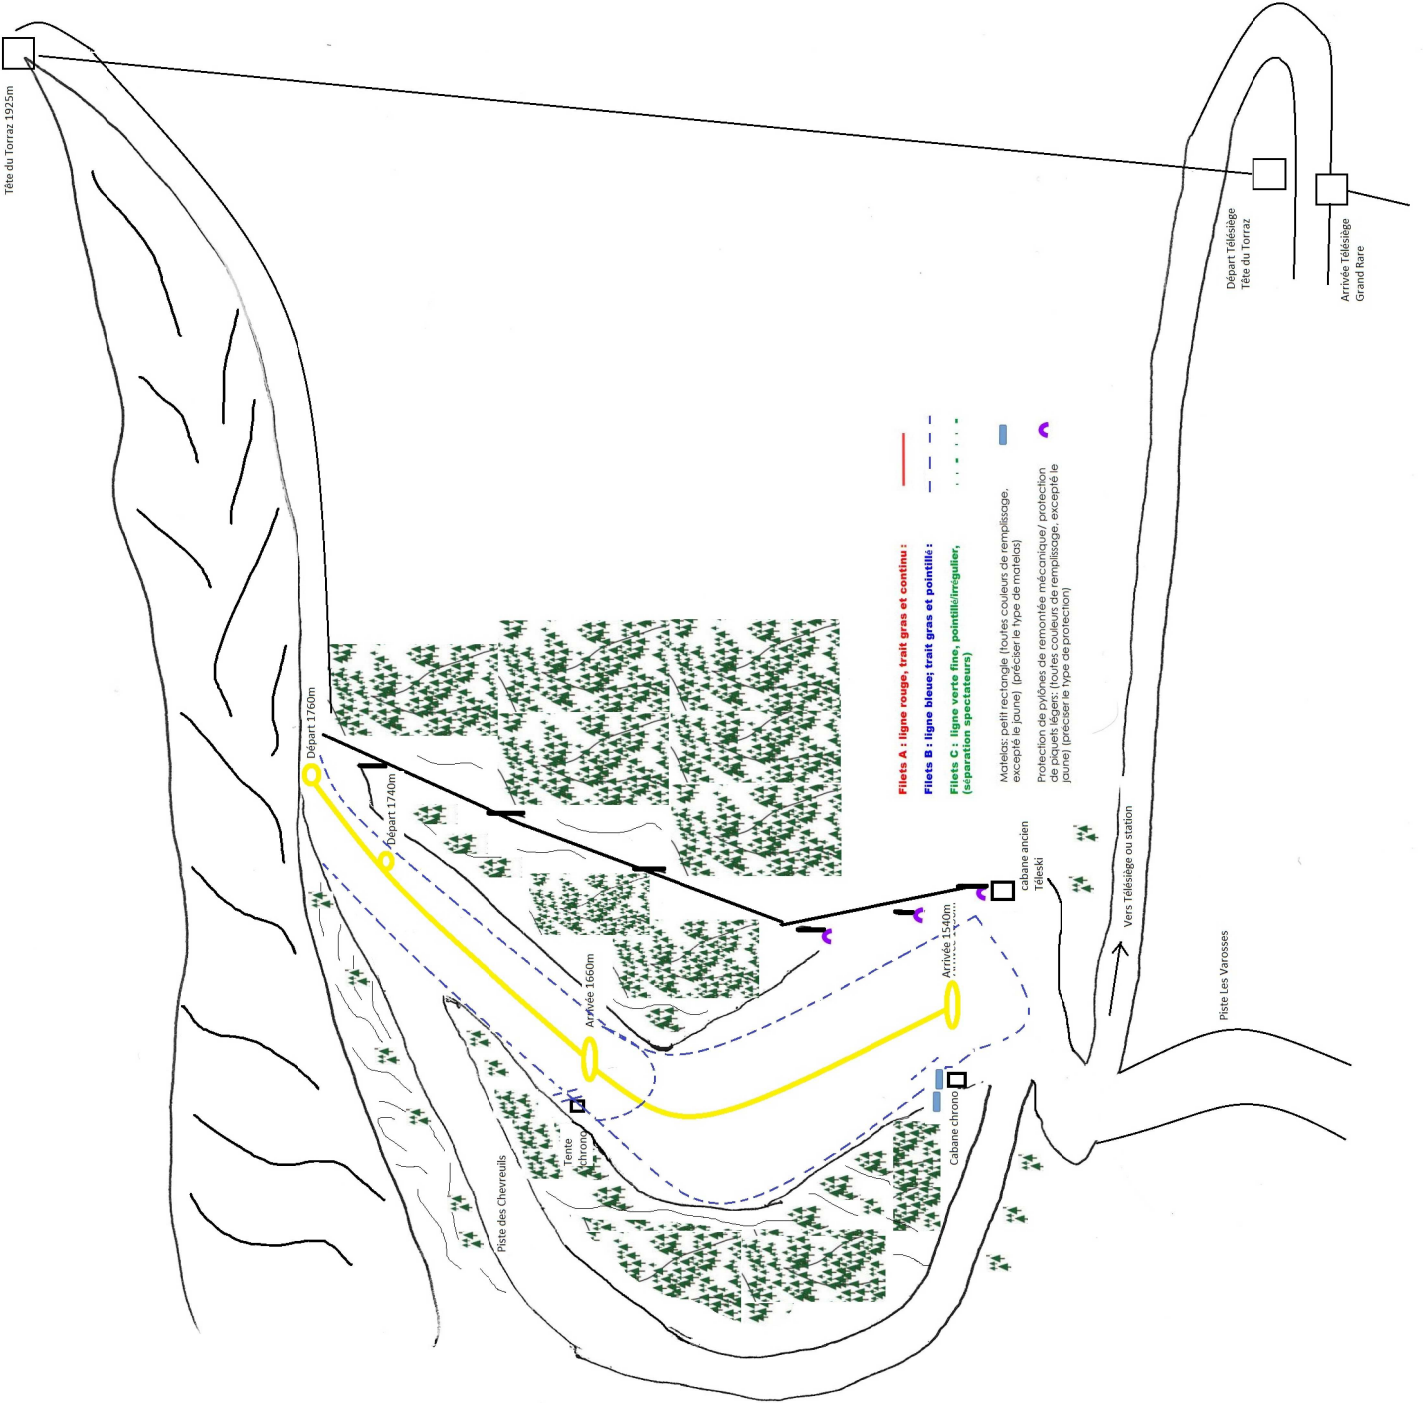 Tête du Torraz 1925m
Départ 1760m
Départ 1740m
Arrivée 1660m
Tente
chrono
Piste des Chevreuils
Filets A : ligne rouge, trait gras et continu :
Filets B : ligne bleue; trait gras et pointillé :
Filets C : ligne verte fine, pointillé/irrégulier,
(séparation spectateurs)
Matelas: petit rectangle (toutes couleurs de remplissage,
excepté le jaune) (préciser le type de matelas)
Protection de pylônes de remontée mécanique/ protection
de piquets légers: (toutes couleurs de remplissage, excepté le
jaune) (préciser le type de protection)
Arrivée 1540m
Cabane chrono
cabane ancien
Téleski
Vers Télésiège ou station
Piste Les Varosses
Départ Télésiège
Tête du Torraz
Arrivée Télésiège
Grand Rare